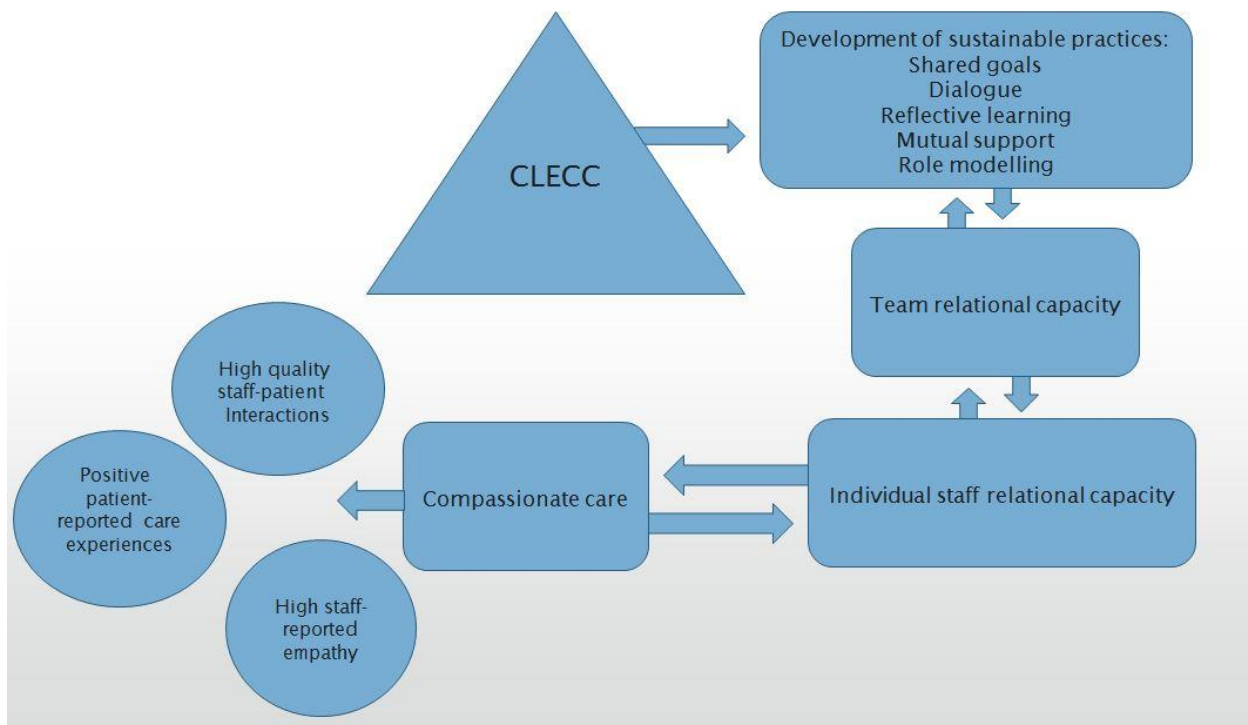 CLECC
Development of sustainable practices:
Shared goals
Dialogue
Reflective learning
Mutual support
Role modelling
Team relational capacity
Individual staff relational capacity
Compassionate care
High quality
staff-patient
Interactions
Positive
patient-
reported care
experiences
High staff-
reported
empathy